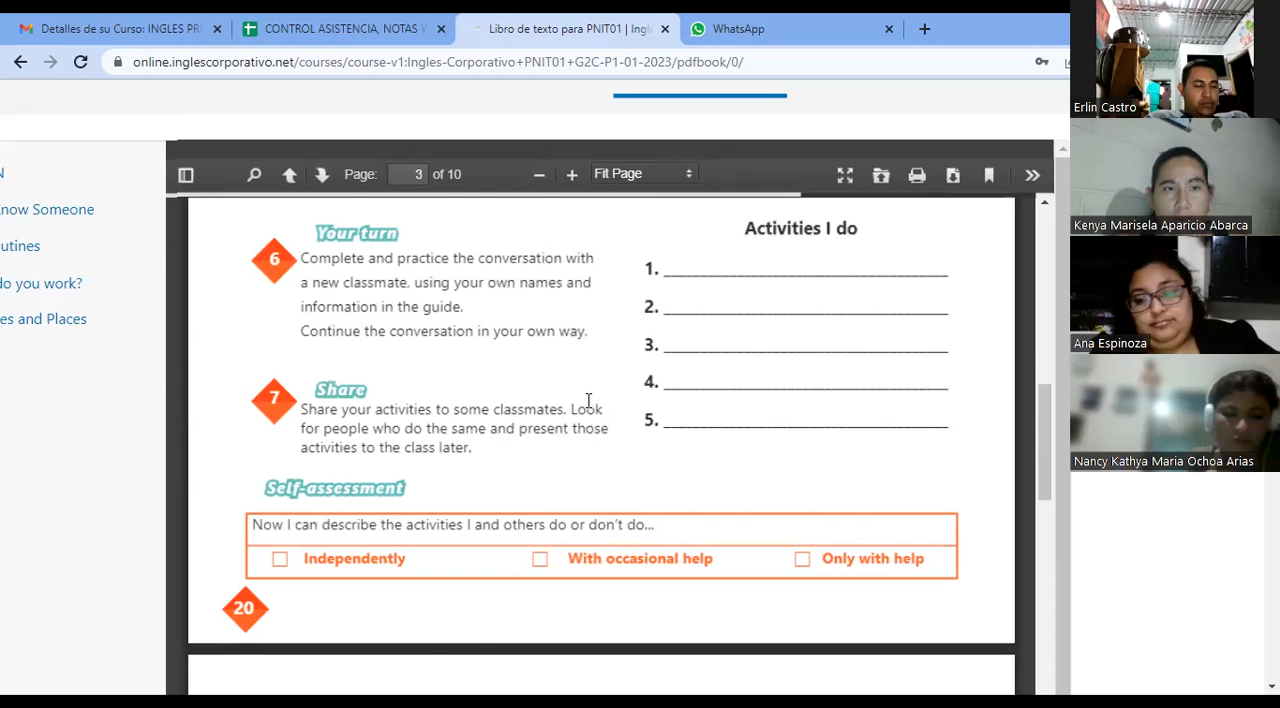 Detalles de su Curso: INGLES PRI
CONTROL ASISTENCIA, NOTAS Y
Libro de texto para PNIT01 | Ingl
WhatsApp
online.inglescorporativo.net/courses/course-v1:Ingles-Corporativo+PNIT01+G2C-P1-01-2023/pdfbook/0/
N
now Someone
utines
do you work?
es and Places
Page: 3 of 10
Fit Page
Your turn
6
Complete and practice the conversation with
a new classmate, using your own names and
information in the guide.
Continue the conversation in your own way.
Share
7
Share your activities to some classmates. Look
for people who do the same and present those
activities to the class later.
Activities I do
1.
2.
3.
4.
5.
Self-assessment
Now I can describe the activities I and others do or don't do...
Independently
With occasional help
Only with help
20
Erlin Castro
Kenya Marisela Aparicio Abarca
Ana Espinoza
Nancy Kathya Maria Ochoa Arias